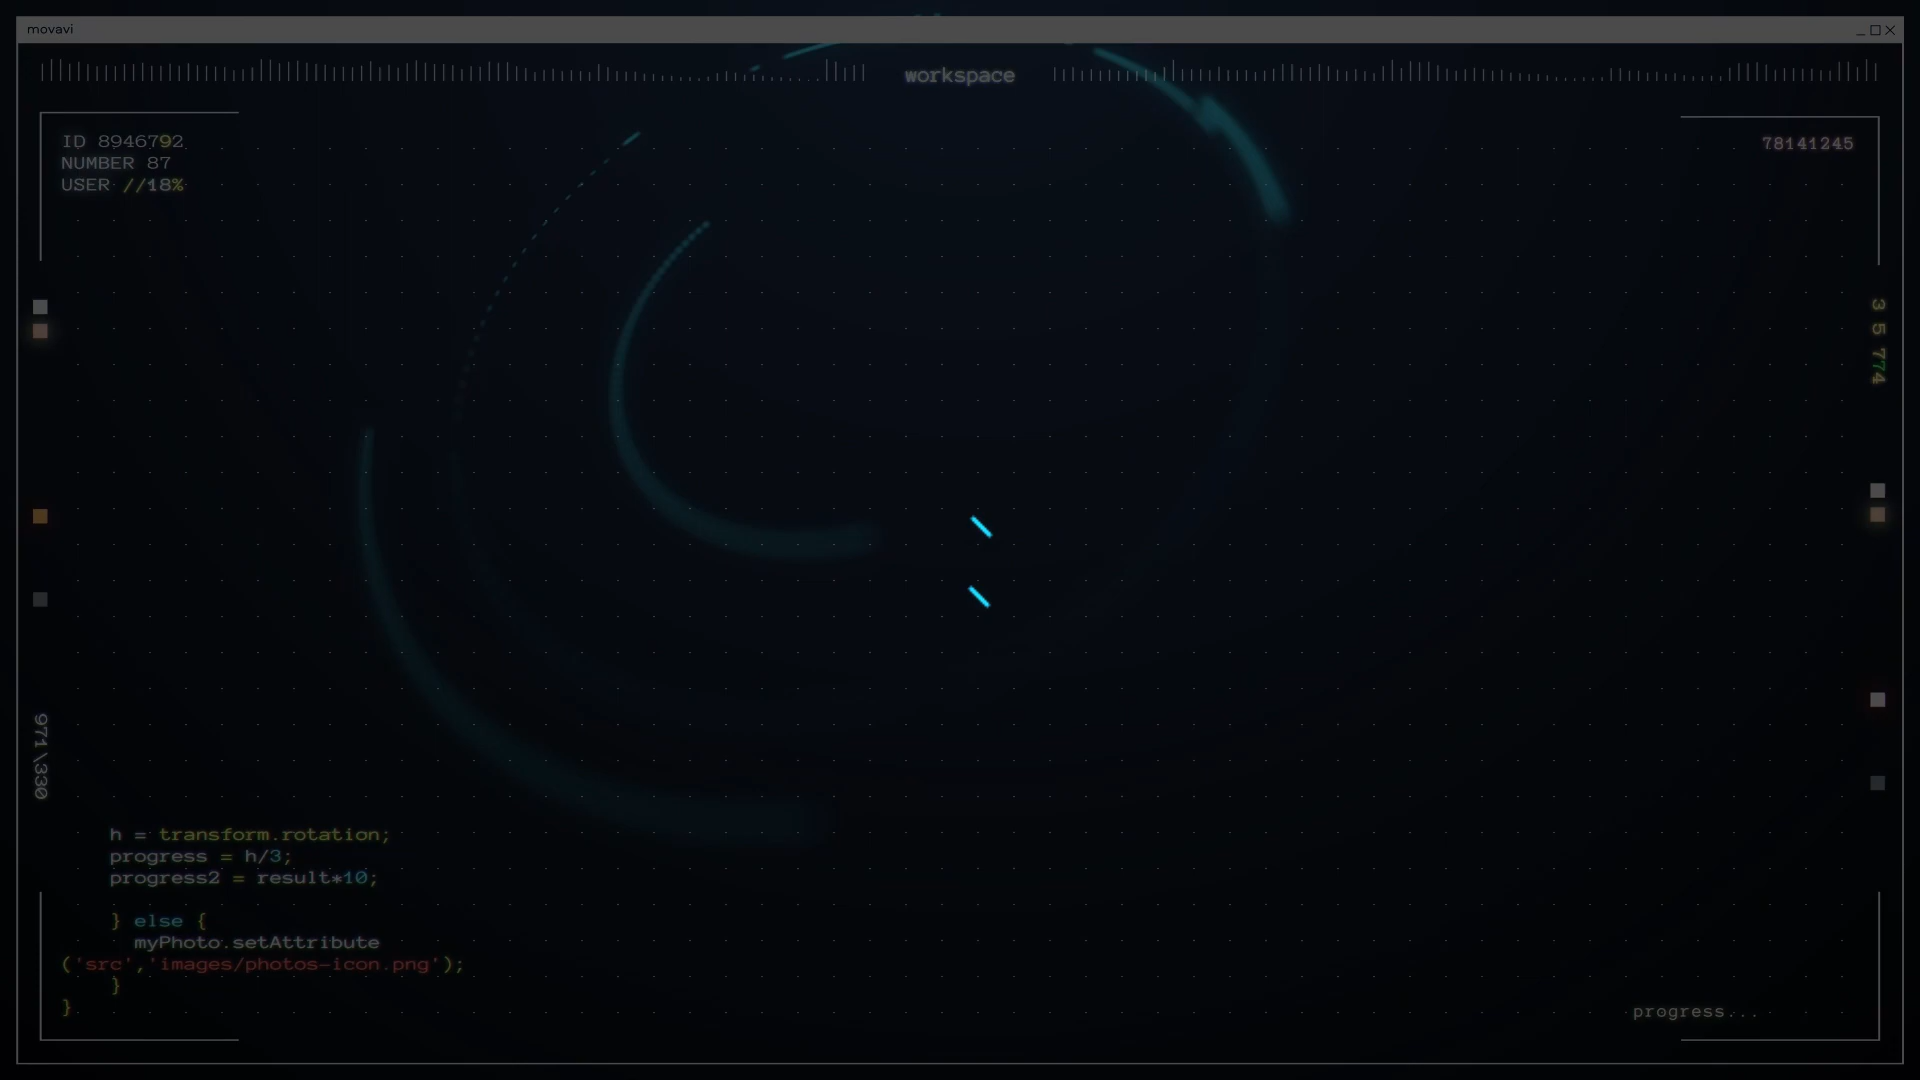 movavi
workspace
ID 8946792
NUMBER 87
USER //18%
78141245
3 5 774
971\330
h = transform.rotation;
progress = h/3;
progress2 = result*10;
} else {
myPhoto.setAttribute
('src','images/photos-icon.png');
}
}
progress...